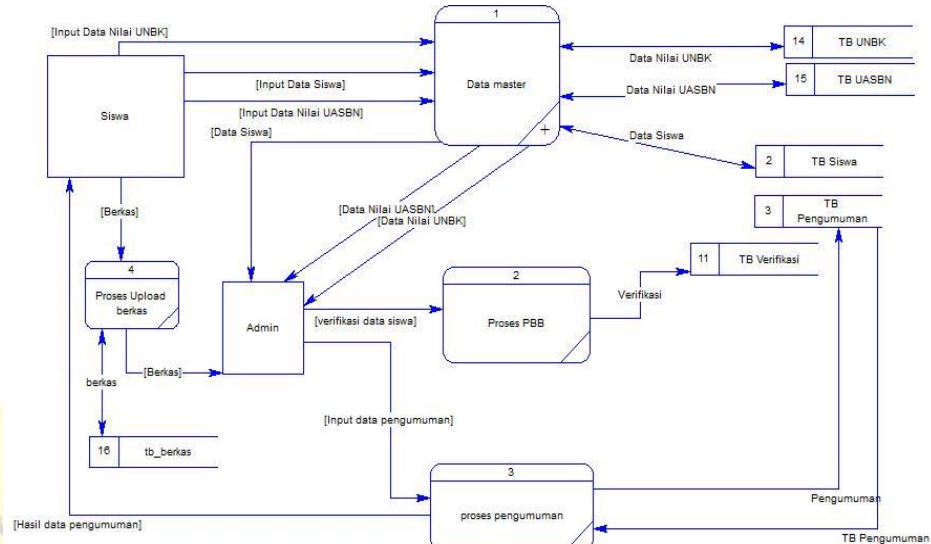 [Input Data Nilai UNBK]
Siswa
[Input Data Siswa]
[Input Data Nilai UASBN]
[Data Siswa]
1
Data master
+
Data Nilai UNBK
14 TB UNBK
Data Nilai UASBN
15 TB UASBN
Data Siswa
2 TB Siswa
3 TB
Pengumuman
[Berkas]
[Data Nilai UASBN]
[Data Nilai UNBK]
4
Proses Upload
berkas
Admin
[verifikasi data siswa]
2
Proses PBB
Verifikasi
11 TB Verifikasi
berkas
[Berkas]
[Input data pengumuman]
16 tb_berkas
3
proses pengumuman
[Hasil data pengumuman]
Pengumuman
TB Pengumuman